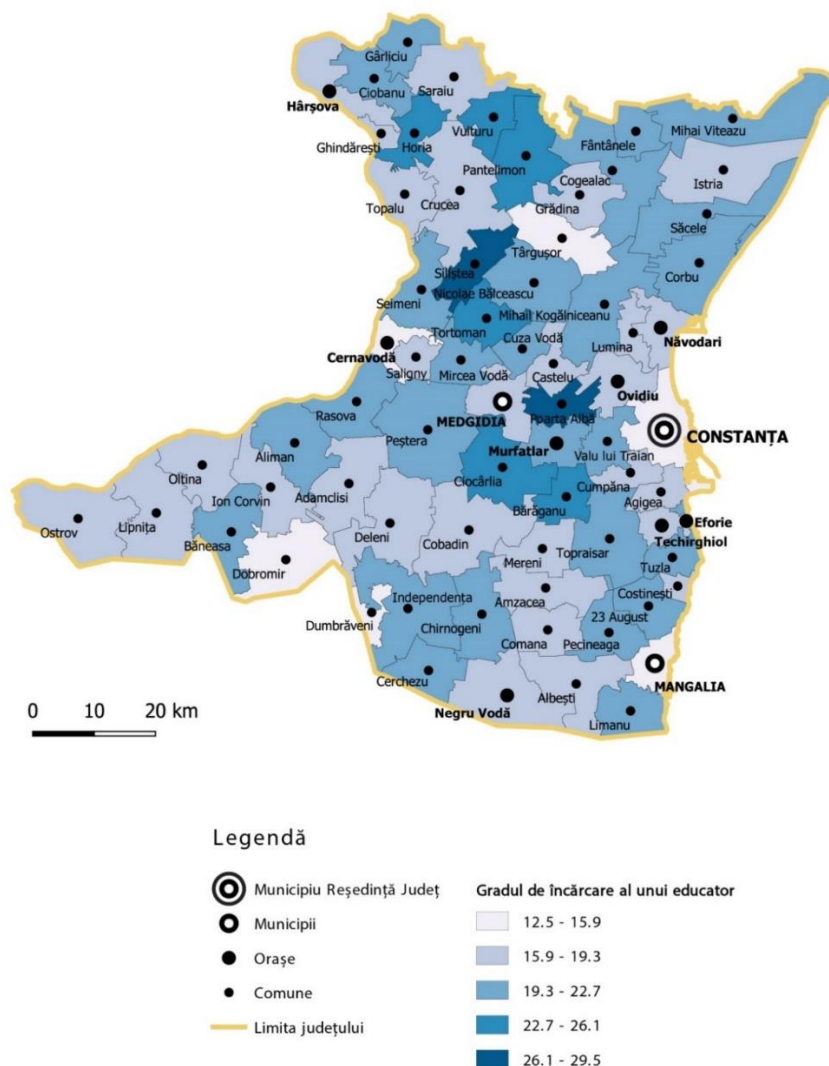 Gârliciu
Ciobanu
Saraiu
Hârșova
Vulturu
Mihai Viteazu
Ghindărești
Horia
Fântânele
Pantelimon
Cogealac
Istria
Topalu
Crucea
Grădina
Săcele
Târgușor
Siliștea
Corbu
Nicolae Bălcescu
Seimeni
Mihail Kogălniceanu
Tortoman
Cuza Vodă
Lumina
Năvodari
Cernavodă
Saligny
Mircea Vodă
Castelu
Ovidiu
Rasova
MEDGIDIA
Poarta Albă
CONSTANȚA
Peștera
Murfatlar
Valu lui Traian
Aliman
Oltina
Ciocârlia
Cumpăna
Ion Corvin
Adamclisi
Agigea
Bărăganu
Eforie
Ostrov
Lipnița
Deleni
Cobadin
Techirghiol
Băneasa
Topraisar
Mereni
Tuzla
Dobromir
Costinești
Independența
Amzacea
Dumbrăveni
Chirnogeni
23 August
Comana
Pecineaga
Cerchezu
MANGALIA
Albești
Negru Vodă
Limanu
0 10 20 km
Legendă
Municipiu Reședință Județ
Municipii
Orașe
Comune
Limita județului
Gradul de încărcare al unui educator
12.5 - 15.9
15.9 - 19.3
19.3 - 22.7
22.7 - 26.1
26.1 - 29.5